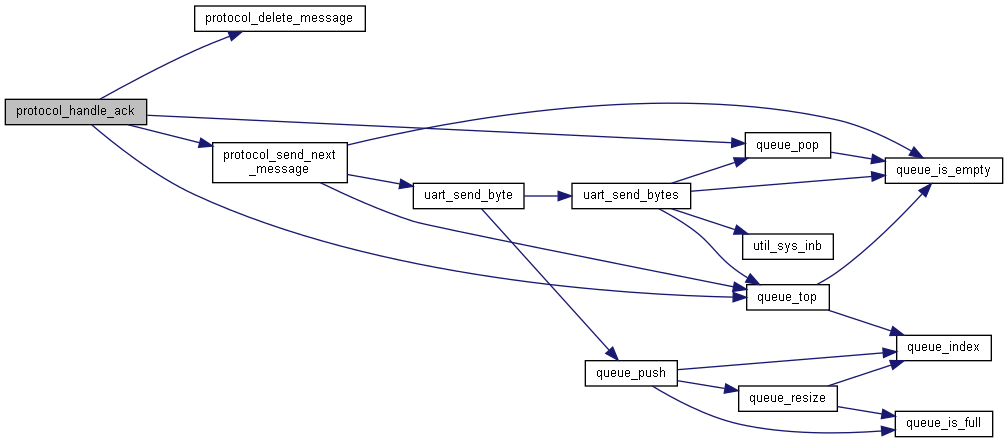 protocol_delete_message
protocol_handle_ack
protocol_send_next
_message
queue_pop
queue_is_empty
uart_send_byte
uart_send_bytes
util_sys_inb
queue_top
queue_index
queue_push
queue_resize
queue_is_full